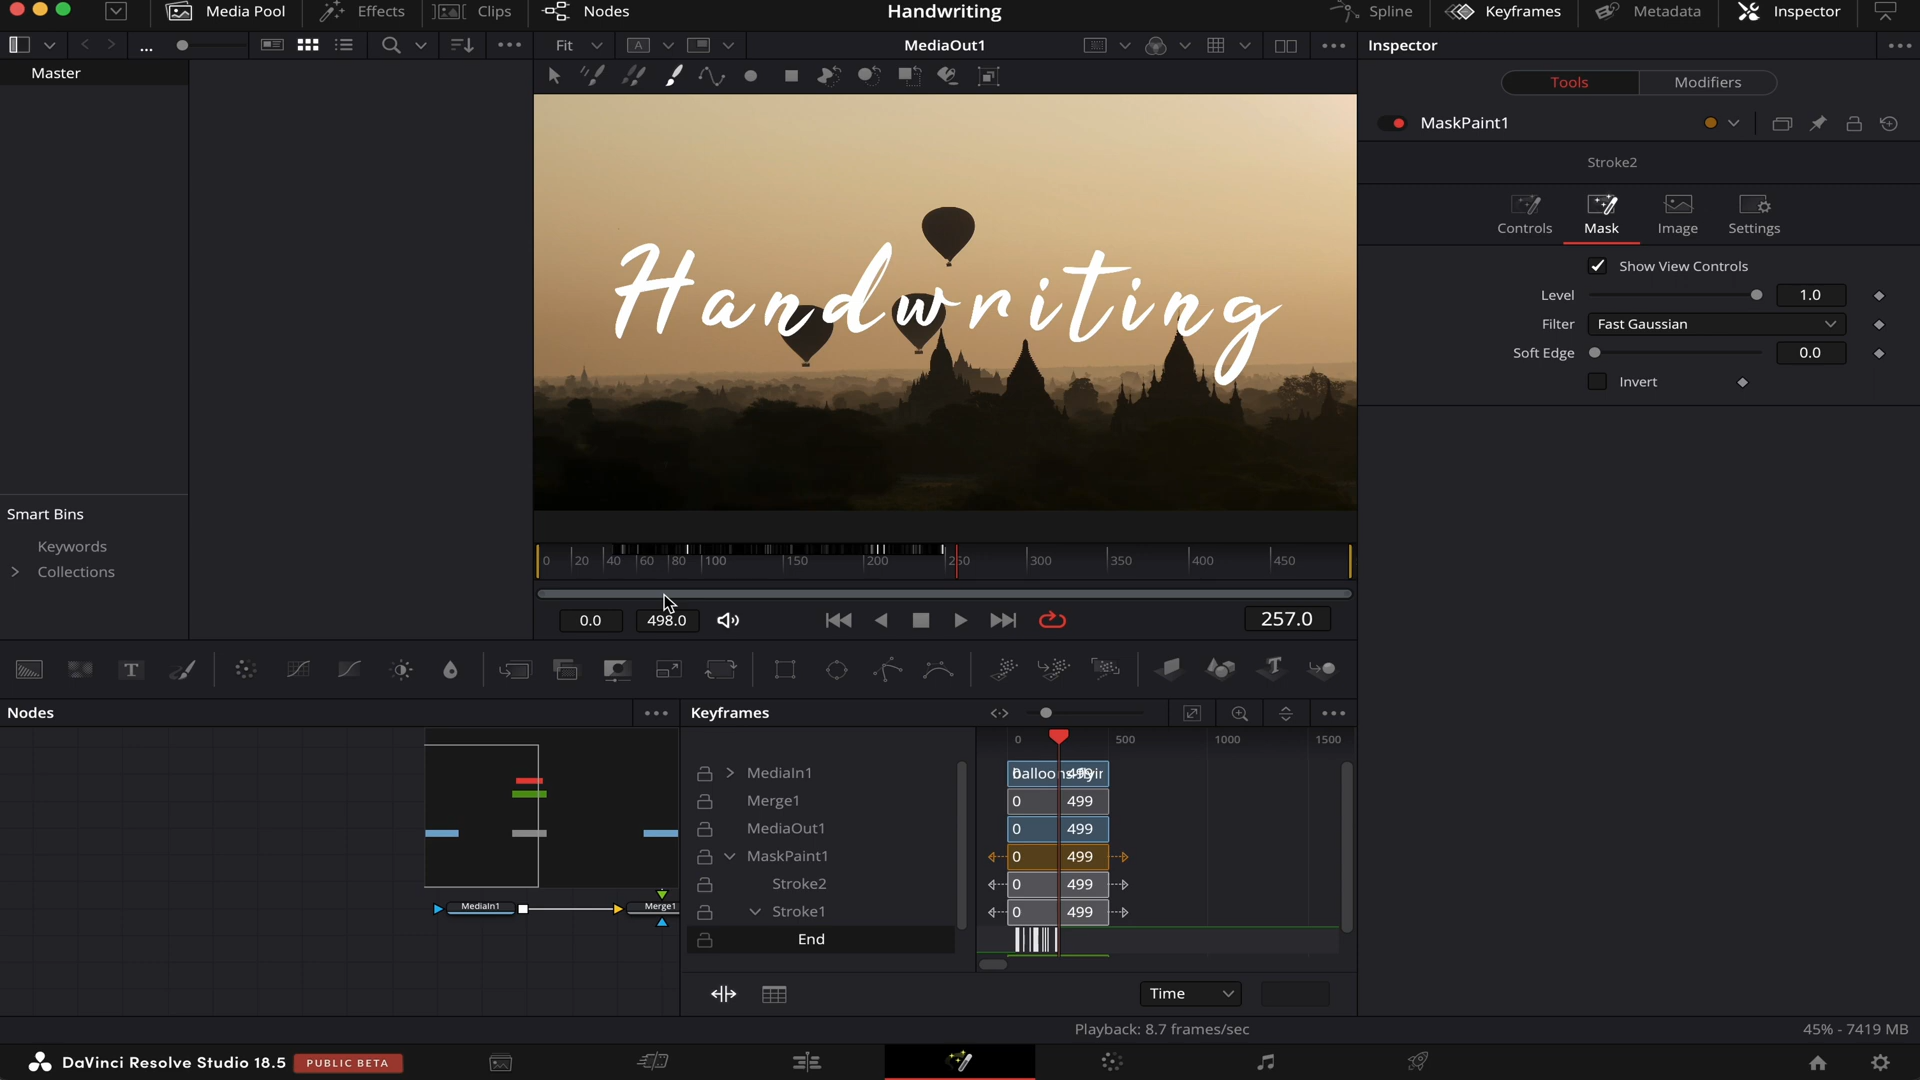 Media Pool Effects Clips Nodes Handwriting Spline Keyframes Metadata Inspector
... Fit A MediaOut1 Inspector
Master
Tools Modifiers
MaskPaint1
Stroke2
Controls Mask Image Settings
Show View Controls
Level 1.0
Filter Fast Gaussian
Soft Edge 0.0
Invert
Handwriting
Smart Bins
Keywords
Collections
0 20 40 60 80 100 150 200 250 300 350 400 450
0.0 498.0 257.0
T T
Nodes Keyframes
0 500 1000 1500
MediaIn1 0 499
Merge1 0 499
MediaOut1 0 499
MaskPaint1 0 499
Stroke2 0 499
Stroke1 0 499
End
MediaIn1 Merge1
Time
Playback: 8.7 frames/sec 45% - 7419 MB
DaVinci Resolve Studio 18.5 PUBLIC BETA